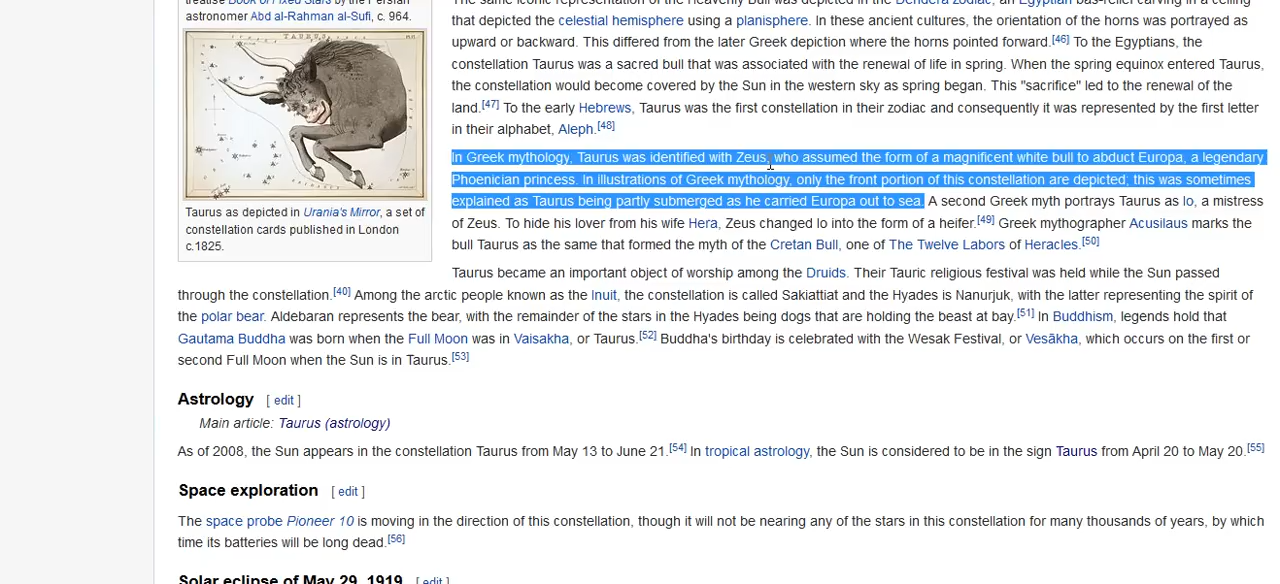 treatise Book of Fixed Stars by the Persian
astronomer Abd al-Rahman al-Sufi, c. 964.
TAURUS
Taurus as depicted in Urania's Mirror, a set of
constellation cards published in London
c.1825.
The same iconic representation of the Heavenly Bull was depicted in the Dendera zodiac, an Egyptian bas-relief carving in a ceiling
that depicted the celestial hemisphere using a planisphere. In these ancient cultures, the orientation of the horns was portrayed as
upward or backward. This differed from the later Greek depiction where the horns pointed forward.[46] To the Egyptians, the
constellation Taurus was a sacred bull that was associated with the renewal of life in spring. When the spring equinox entered Taurus,
the constellation would become covered by the Sun in the western sky as spring began. This "sacrifice" led to the renewal of the
land.[47] To the early Hebrews, Taurus was the first constellation in their zodiac and consequently it was represented by the first letter
in their alphabet, Aleph.[48]
In Greek mythology, Taurus was identified with Zeus, who assumed the form of a magnificent white bull to abduct Europa, a legendary
Phoenician princess. In illustrations of Greek mythology, only the front portion of this constellation are depicted; this was sometimes
explained as Taurus being partly submerged as he carried Europa out to sea. A second Greek myth portrays Taurus as Io, a mistress
of Zeus. To hide his lover from his wife Hera, Zeus changed Io into the form of a heifer.[49] Greek mythographer Acusilaus marks the
bull Taurus as the same that formed the myth of the Cretan Bull, one of The Twelve Labors of Heracles.[50]
Taurus became an important object of worship among the Druids. Their Tauric religious festival was held while the Sun passed
through the constellation.[40] Among the arctic people known as the Inuit, the constellation is called Sakiattiat and the Hyades is Nanurjuk, with the latter representing the spirit of
the polar bear. Aldebaran represents the bear, with the remainder of the stars in the Hyades being dogs that are holding the beast at bay.[51] In Buddhism, legends hold that
Gautama Buddha was born when the Full Moon was in Vaisakha, or Taurus.[52] Buddha's birthday is celebrated with the Wesak Festival, or Vesākha, which occurs on the first or
second Full Moon when the Sun is in Taurus.[53]
Astrology [ edit ]
Main article: Taurus (astrology)
As of 2008, the Sun appears in the constellation Taurus from May 13 to June 21.[54] In tropical astrology, the Sun is considered to be in the sign Taurus from April 20 to May 20.[55]
Space exploration [ edit ]
The space probe Pioneer 10 is moving in the direction of this constellation, though it will not be nearing any of the stars in this constellation for many thousands of years, by which
time its batteries will be long dead.[56]
Solar eclipse of May 29, 1919 [ edit ]